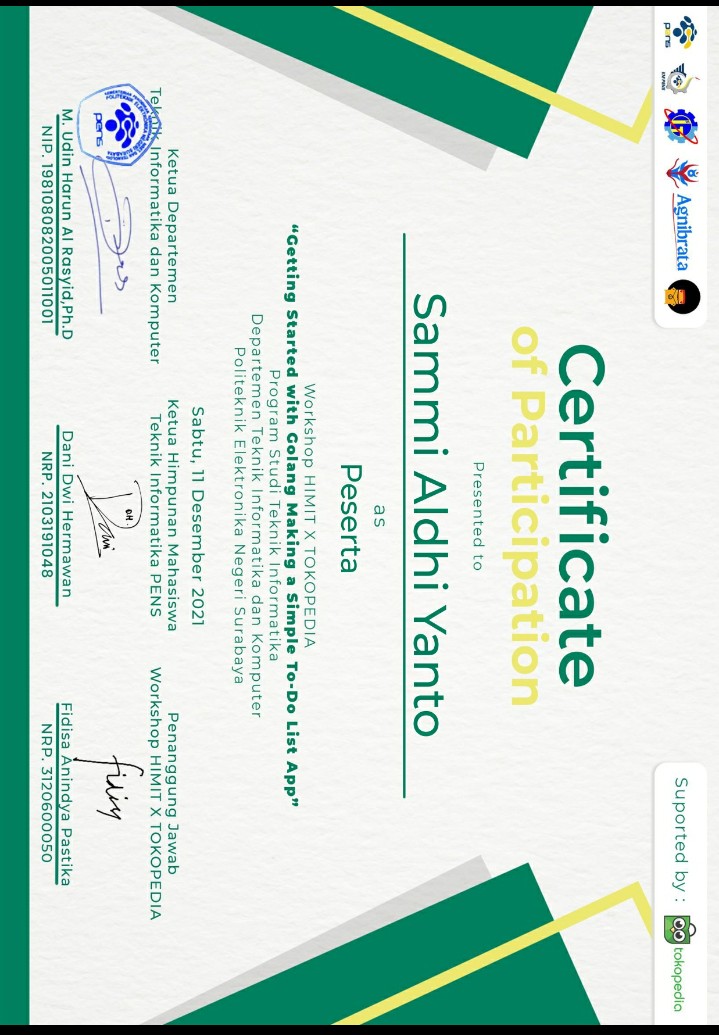 pens
EM PENS
Agnibrata
Suported by :
tokopedia
Certificate
of Participation
Presented to
Sammi Aldhi Yanto
as
Peserta
Workshop HIMIT X TOKOPEDIA
“Getting Started with Golang Making a Simple To-Do List App”
Program Studi Teknik Informatika
Departemen Teknik Informatika dan Komputer
Politeknik Elektronika Negeri Surabaya
Sabtu, 11 Desember 2021
Ketua Departemen
Teknik Informatika dan Komputer
pens
M. Udin Harun Al Rasyid,Ph.D
NIP. 198108082005011001
Ketua Himpunan Mahasiswa
Teknik Informatika PENS
D.H.
Dani Dwi Hermawan
NRP. 2103191048
Penanggung Jawab
Workshop HIMIT X TOKOPEDIA
Fidisa Anindya Pastika
NRP. 3120600050